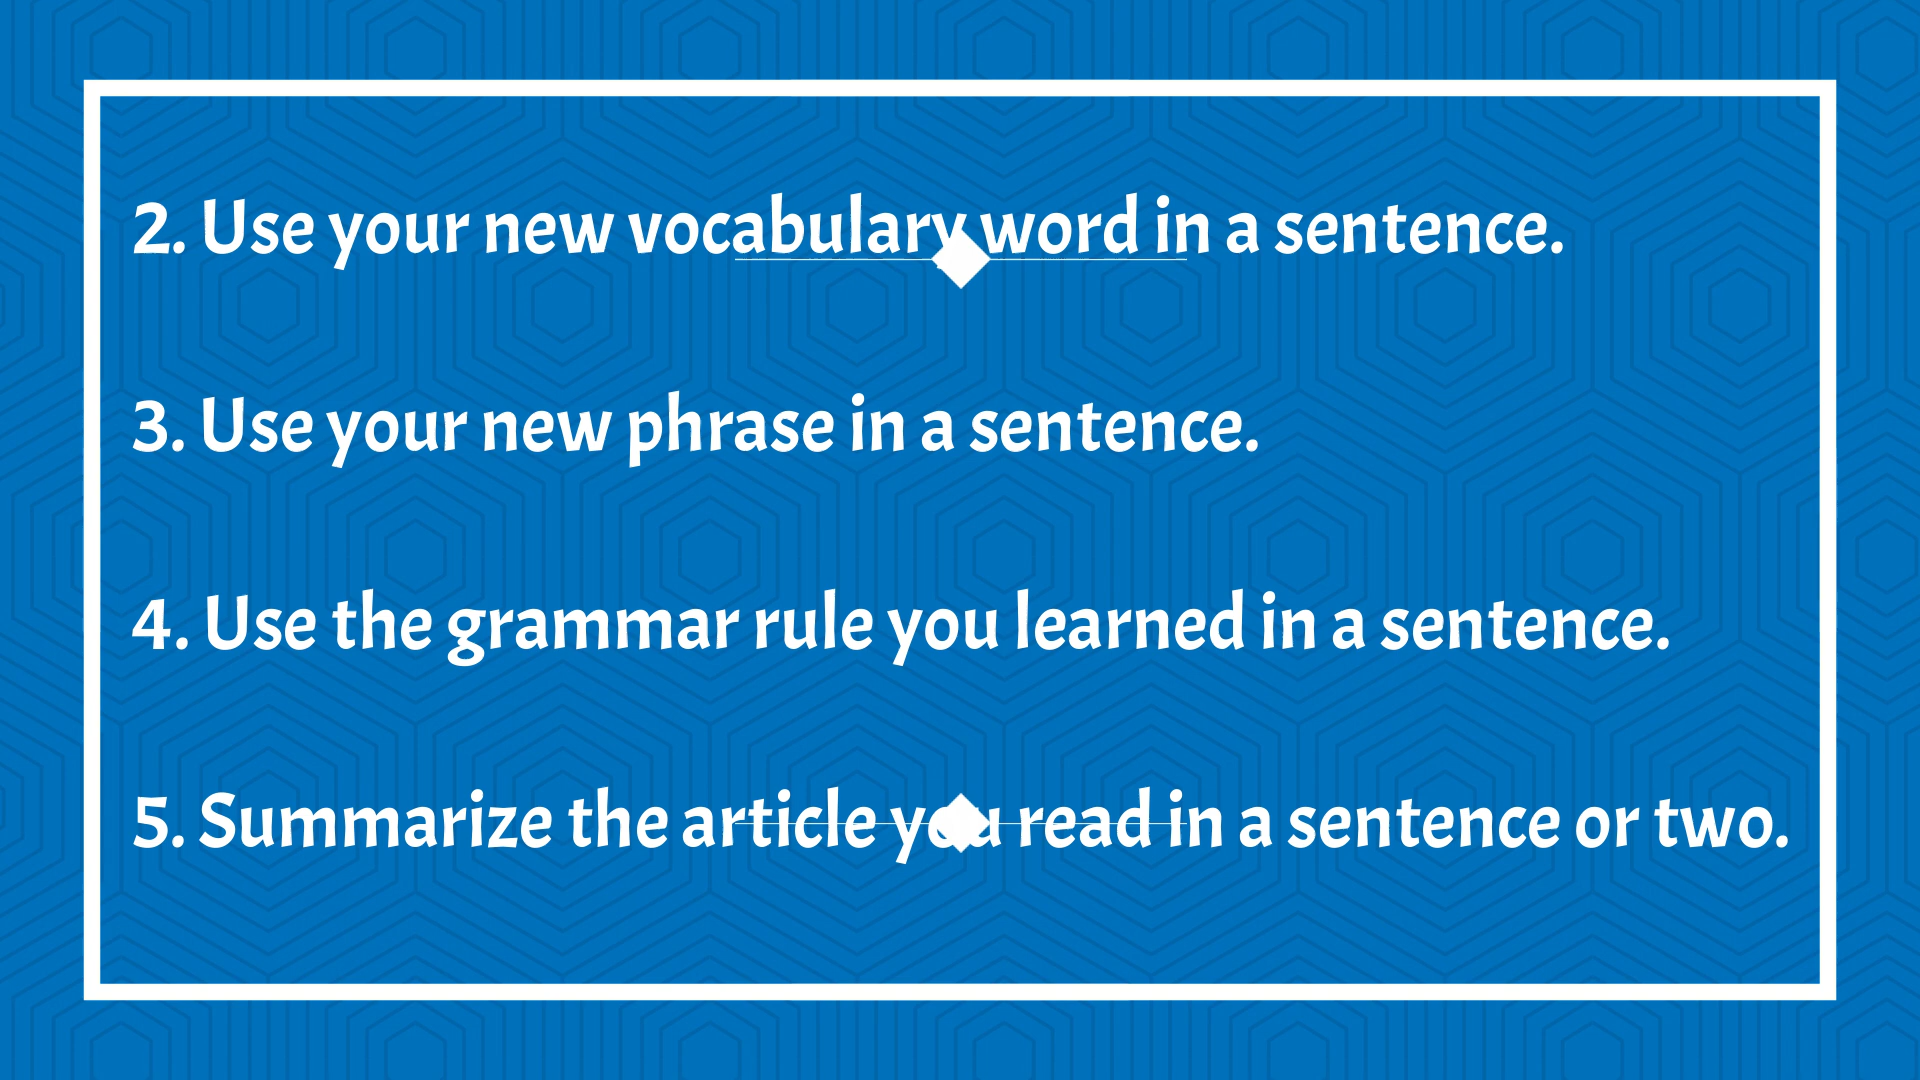 2. Use your new vocabulary word in a sentence.
3. Use your new phrase in a sentence.
4. Use the grammar rule you learned in a sentence.
5. Summarize the article you read in a sentence or two.